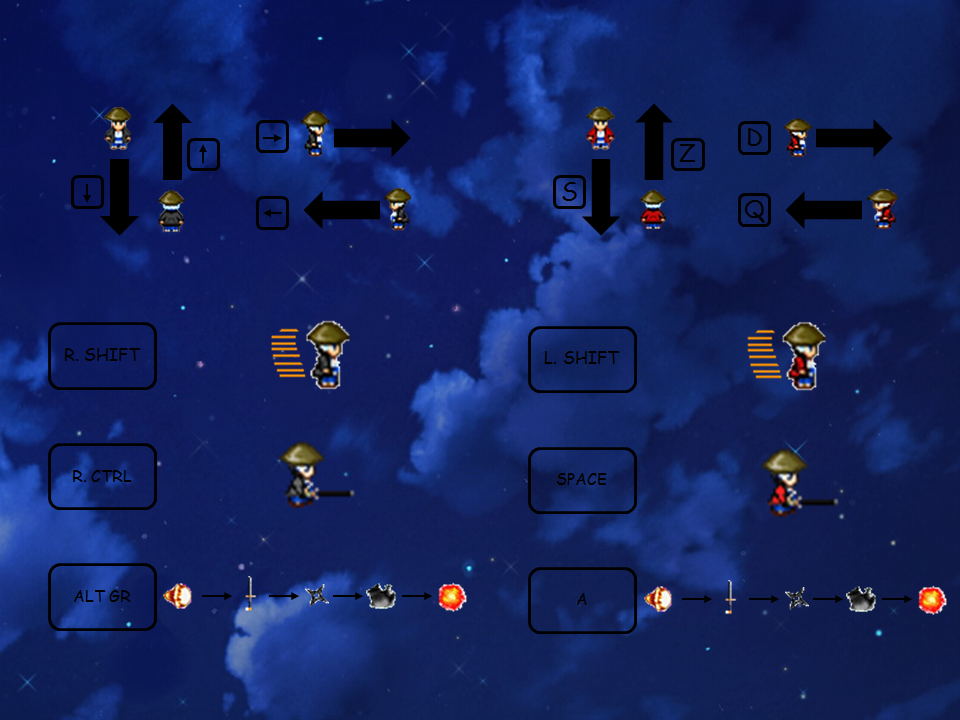 ↑
Z
→
D
↓
S
←
Q
R. SHIFT
L. SHIFT
R. CTRL
SPACE
ALT GR
A